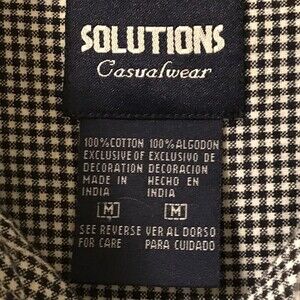 SOLUTIONS
Casualwear
100% COTTON 100% ALGODON
EXCLUSIVE OF EXCLUSIVO DE
DECORATION DECORACION
MADE IN HECHO EN
INDIA INDIA
M M
SEE REVERSE VER AL DORSO
FOR CARE PARA CUIDADO